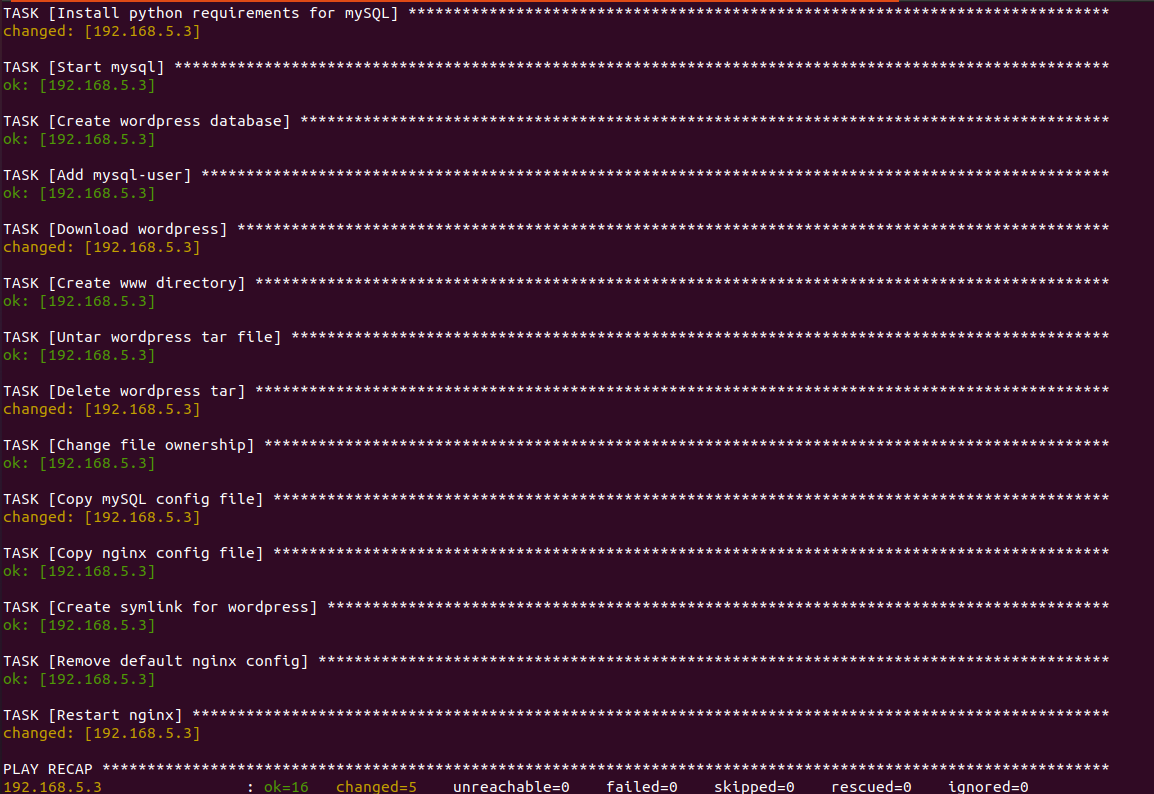 TASK [Install python requirements for mySQL] ******************************************************************************
changed: [192.168.5.3]
TASK [Start mysql] ********************************************************************************************************
ok: [192.168.5.3]
TASK [Create wordpress database] ******************************************************************************************
ok: [192.168.5.3]
TASK [Add mysql-user] *****************************************************************************************************
ok: [192.168.5.3]
TASK [Download wordpress] *************************************************************************************************
changed: [192.168.5.3]
TASK [Create www directory] ***********************************************************************************************
ok: [192.168.5.3]
TASK [Untar wordpress tar file] *******************************************************************************************
ok: [192.168.5.3]
TASK [Delete wordpress tar] ***********************************************************************************************
changed: [192.168.5.3]
TASK [Change file ownership] **********************************************************************************************
ok: [192.168.5.3]
TASK [Copy mySQL config file] *********************************************************************************************
changed: [192.168.5.3]
TASK [Copy nginx config file] *********************************************************************************************
ok: [192.168.5.3]
TASK [Create symlink for wordpress] ***************************************************************************************
ok: [192.168.5.3]
TASK [Remove default nginx config] ****************************************************************************************
ok: [192.168.5.3]
TASK [Restart nginx] ******************************************************************************************************
changed: [192.168.5.3]
PLAY RECAP ****************************************************************************************************************
192.168.5.3                : ok=16   changed=5    unreachable=0    failed=0    skipped=0    rescued=0    ignored=0